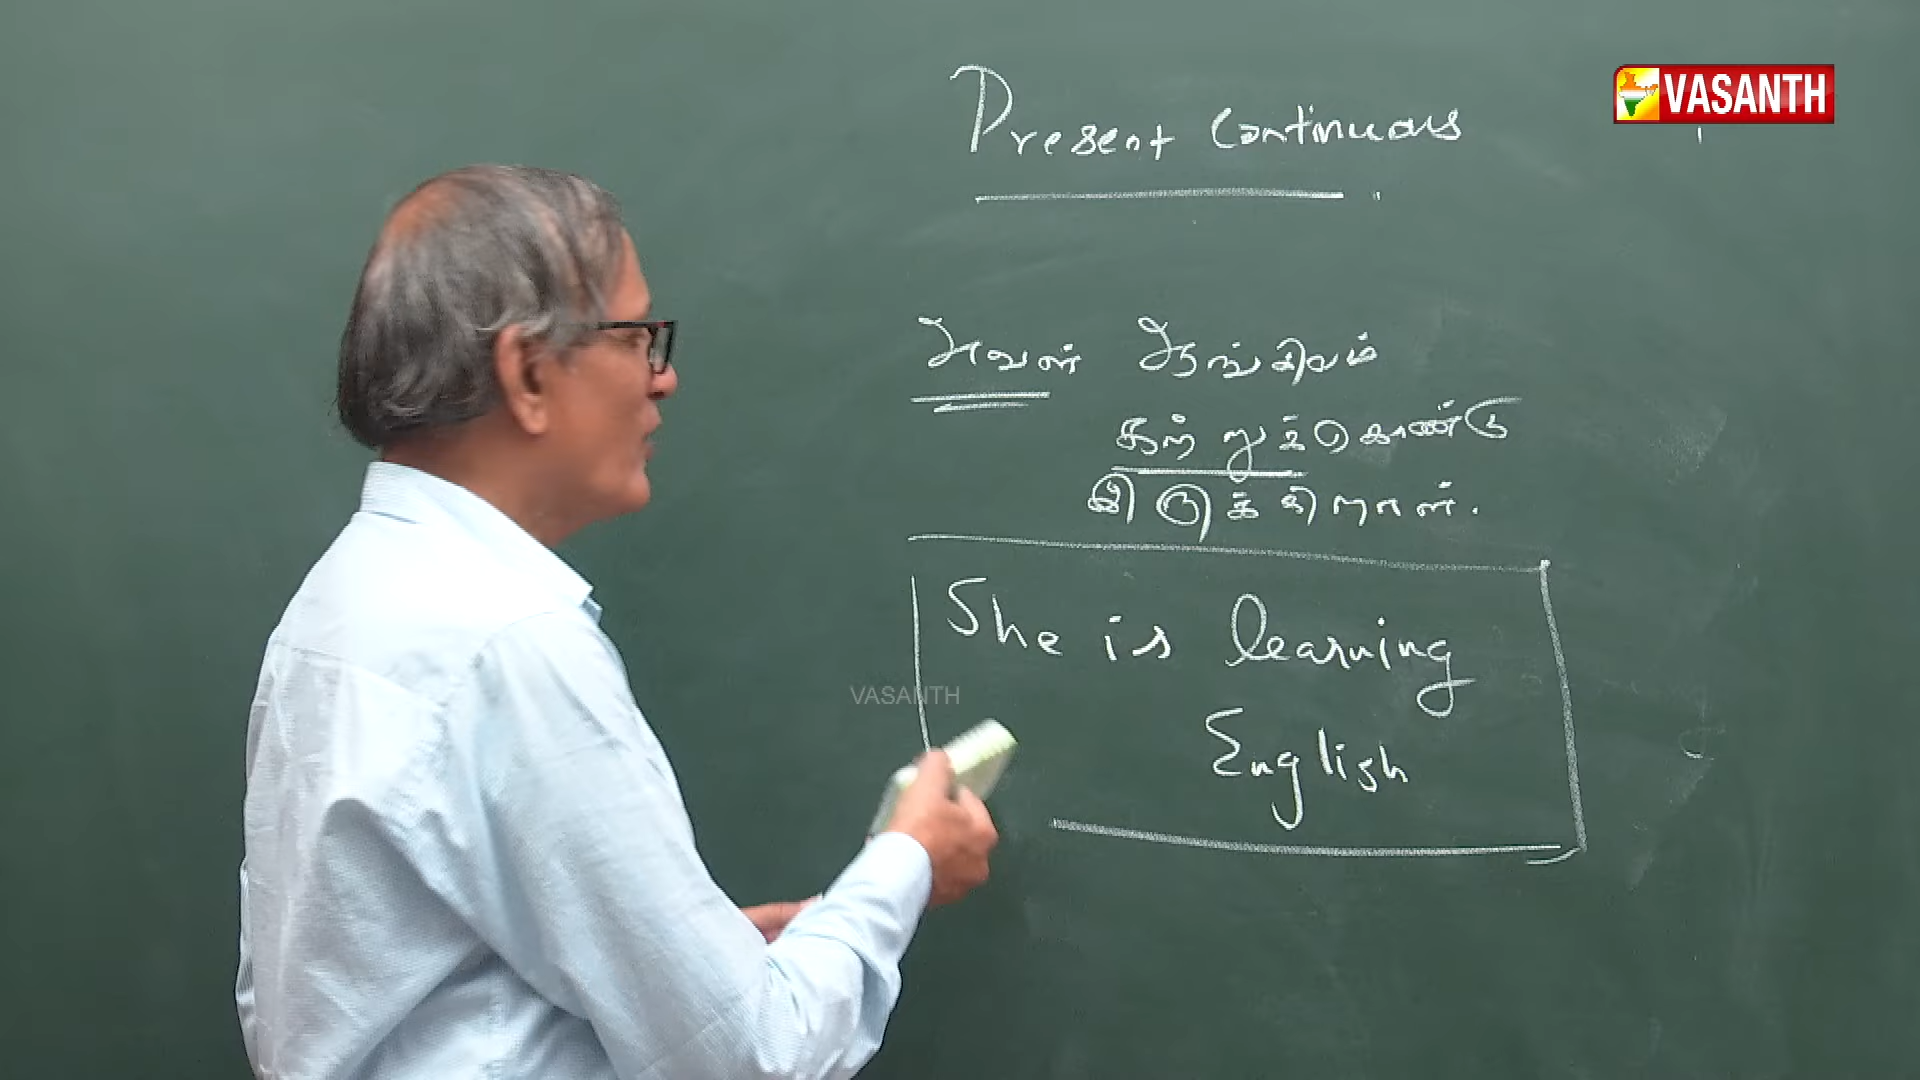 VASANTH
Present Continuous
அவள் ஆங்கிலம்
கற்றுக்கொண்டு
இருக்கிறாள்.
She is learning
VASANTH
English